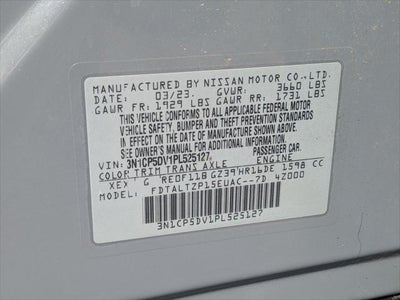 MANUFACTURED BY NISSAN MOTOR CO.,LTD.
DATE: 03/23. GVWR: 3660 LBS
GAWR FR: 1929 LBS GAWR RR: 1731 LBS
THIS VEHICLE CONFORMS TO ALL APPLICABLE FEDERAL MOTOR
VEHICLE SAFETY, BUMPER, AND THEFT PREVENTION STANDARDS
IN EFFECT ON THE DATE OF MANUFACTURE SHOWN ABOVE.
3N SEE OWNER'S MANUAL PASSENGER CAR
VIN: 3N1CP5DV1PL525127
COLOR TRIM TRANS AXLE ENGINE
XEX G RE0F11B GZ39 HR16DE 1598 CC
MODEL: FDTALTZP15EUAC--7D 4Z000
3N1CP5DV1PL525127